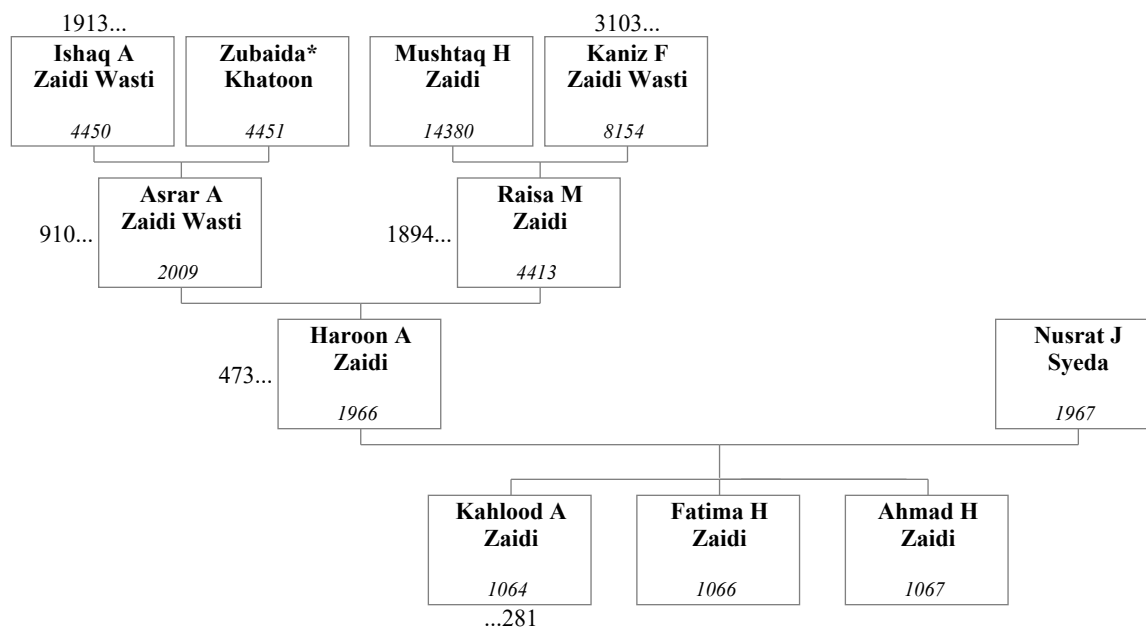 1913...
3103...
Ishaq A
Zaidi Wasti
4450
Zubaida*
Khatoon
4451
Mushtaq H
Zaidi
14380
Kaniz F
Zaidi Wasti
8154
910...
Asrar A
Zaidi Wasti
2009
1894...
Raisa M
Zaidi
4413
473...
Haroon A
Zaidi
1966
Nusrat J
Syeda
1967
Kahlood A
Zaidi
1064
...281
Fatima H
Zaidi
1066
Ahmad H
Zaidi
1067